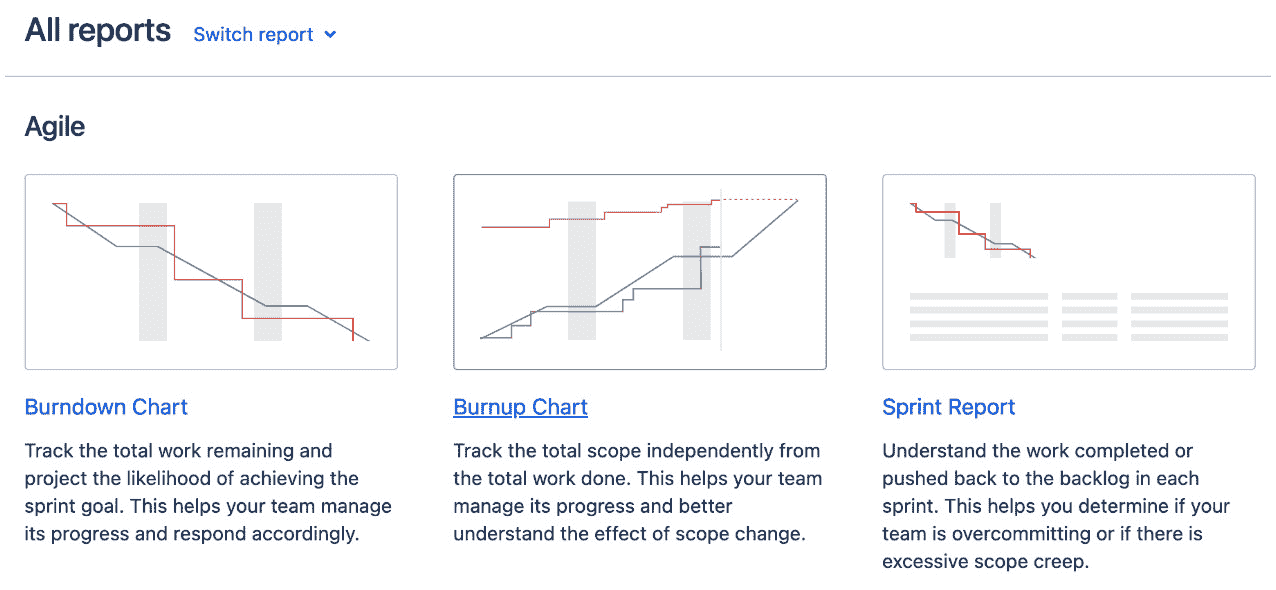 All reports Switch report
Agile
Burndown Chart
Track the total work remaining and
project the likelihood of achieving the
sprint goal. This helps your team manage
its progress and respond accordingly.
Burnup Chart
Track the total scope independently from
the total work done. This helps your team
manage its progress and better
understand the effect of scope change.
Sprint Report
Understand the work completed or
pushed back to the backlog in each
sprint. This helps you determine if your
team is overcommitting or if there is
excessive scope creep.